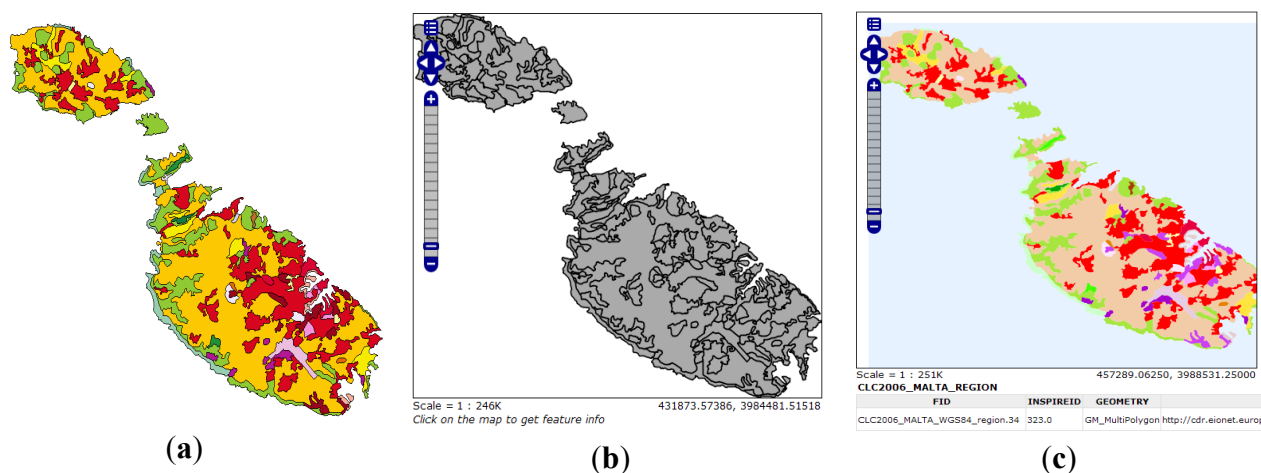 Scale = 1 : 246K 431873.57386, 3984481.51518
Click on the map to get feature info
Scale = 1 : 251K 457289.06250, 3988531.25000
CLC2006_MALTA_REGION
FID INSPIREID GEOMETRY
CLC2006_MALTA_WGS84_region.34 323.0 GM_MultiPolygon http://cdr.eionet.europ
(a) (b) (c)